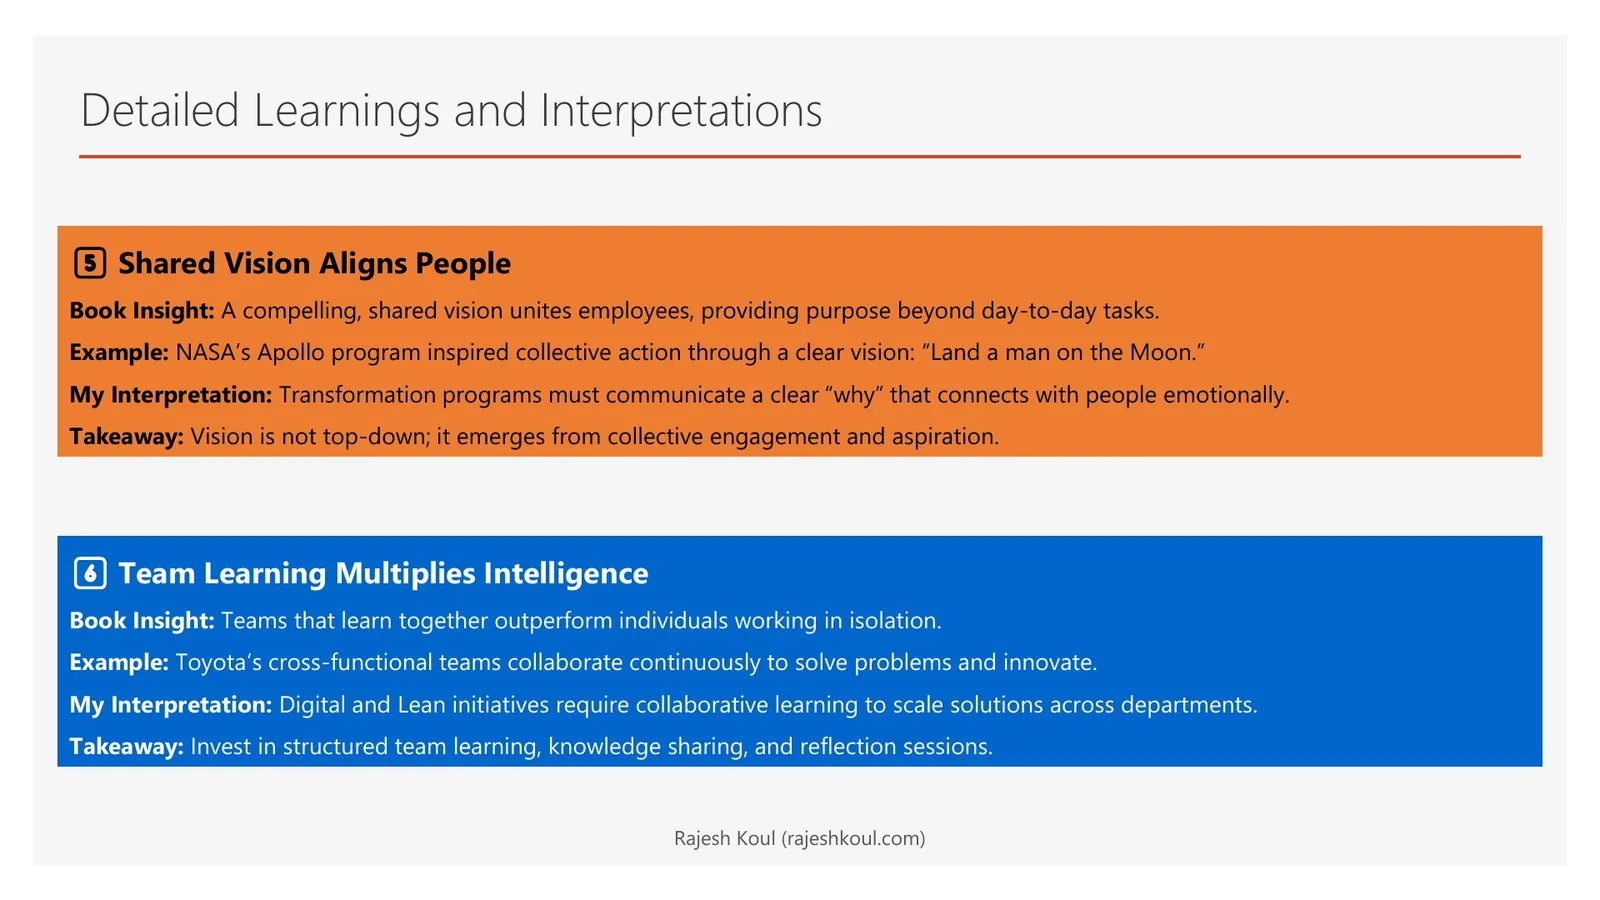 Detailed Learnings and Interpretations
5 Shared Vision Aligns People
Book Insight: A compelling, shared vision unites employees, providing purpose beyond day-to-day tasks.
Example: NASA’s Apollo program inspired collective action through a clear vision: “Land a man on the Moon.”
My Interpretation: Transformation programs must communicate a clear “why” that connects with people emotionally.
Takeaway: Vision is not top-down; it emerges from collective engagement and aspiration.
6 Team Learning Multiplies Intelligence
Book Insight: Teams that learn together outperform individuals working in isolation.
Example: Toyota’s cross-functional teams collaborate continuously to solve problems and innovate.
My Interpretation: Digital and Lean initiatives require collaborative learning to scale solutions across departments.
Takeaway: Invest in structured team learning, knowledge sharing, and reflection sessions.
Rajesh Koul (rajeshkoul.com)